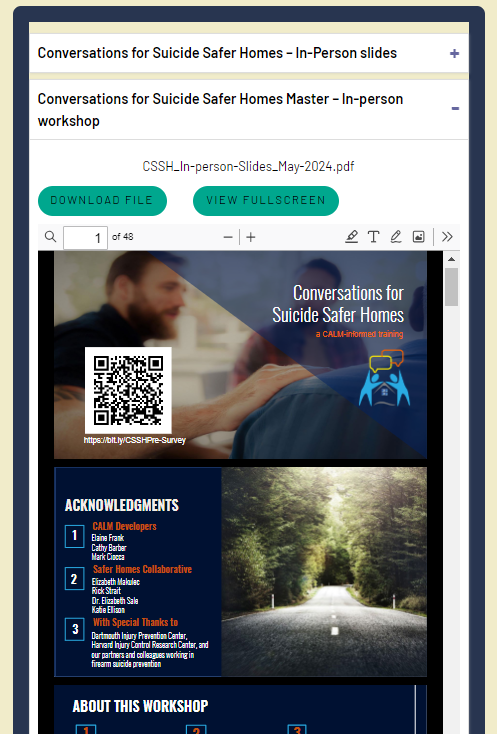 Conversations for Suicide Safer Homes – In-Person slides
+
Conversations for Suicide Safer Homes Master – In-person
workshop
-
CSSH_In-person-Slides_May-2024.pdf
DOWNLOAD FILE
VIEW FULLSCREEN
1 of 48
Conversations for
Suicide Safer Homes
a CALM-informed training
https://bit.ly/CSSHPre-Survey
ACKNOWLEDGMENTS
1
CALM Developers
Elaine Frank
Cathy Barber
Mark Ciocca
2
Safer Homes Collaborative
Elizabeth Makulec
Rick Strait
Dr. Elizabeth Sale
Katie Ellison
3
With Special Thanks to
Dartmouth Injury Prevention Center,
Harvard Injury Control Research Center, and
our partners and colleagues working in
firearm suicide prevention
ABOUT THIS WORKSHOP
1 2 3